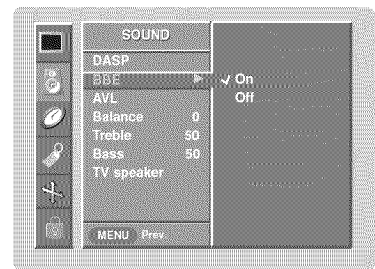 SOUND
DASP
BBE
AVL
Balance 0
Treble 50
Bass 50
TV speaker
On
Off
MENU Prev.